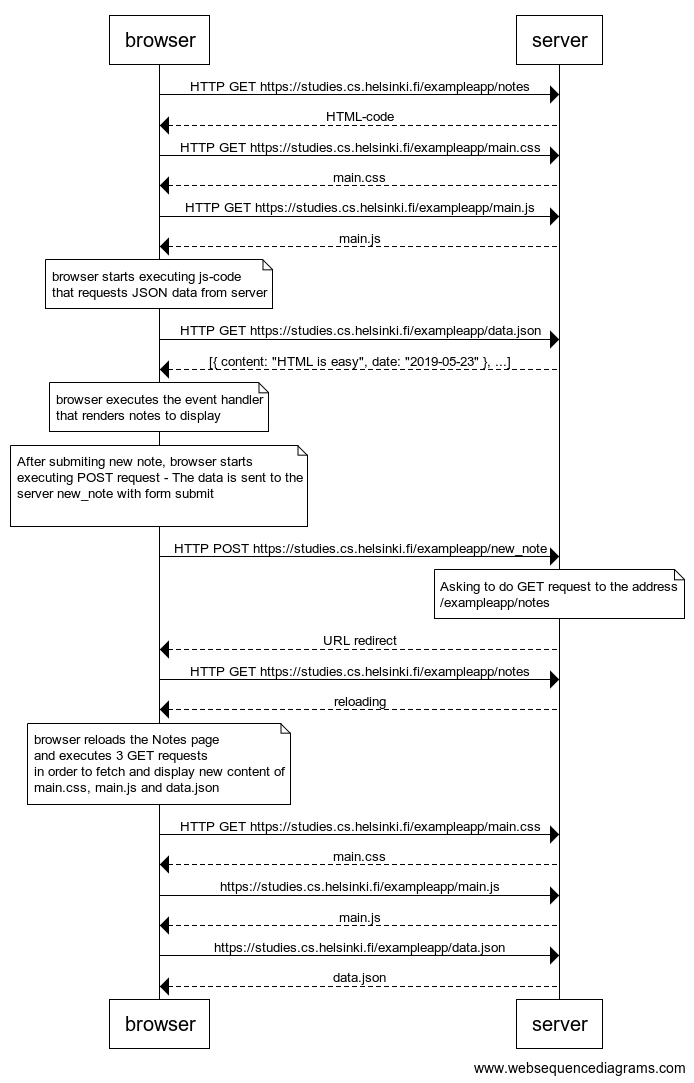 browser
server
HTTP GET https://studies.cs.helsinki.fi/exampleapp/notes
HTML-code
HTTP GET https://studies.cs.helsinki.fi/exampleapp/main.css
main.css
HTTP GET https://studies.cs.helsinki.fi/exampleapp/main.js
main.js
browser starts executing js-code
that requests JSON data from server
HTTP GET https://studies.cs.helsinki.fi/exampleapp/data.json
[{ content: "HTML is easy", date: "2019-05-23" }, ...]
browser executes the event handler
that renders notes to display
After submiting new note, browser starts
executing POST request - The data is sent to the
server new_note with form submit
HTTP POST https://studies.cs.helsinki.fi/exampleapp/new_note
Asking to do GET request to the address
/exampleapp/notes
URL redirect
HTTP GET https://studies.cs.helsinki.fi/exampleapp/notes
reloading
browser reloads the Notes page
and executes 3 GET requests
in order to fetch and display new content of
main.css, main.js and data.json
HTTP GET https://studies.cs.helsinki.fi/exampleapp/main.css
main.css
https://studies.cs.helsinki.fi/exampleapp/main.js
main.js
https://studies.cs.helsinki.fi/exampleapp/data.json
data.json
browser
server
www.websequencediagrams.com